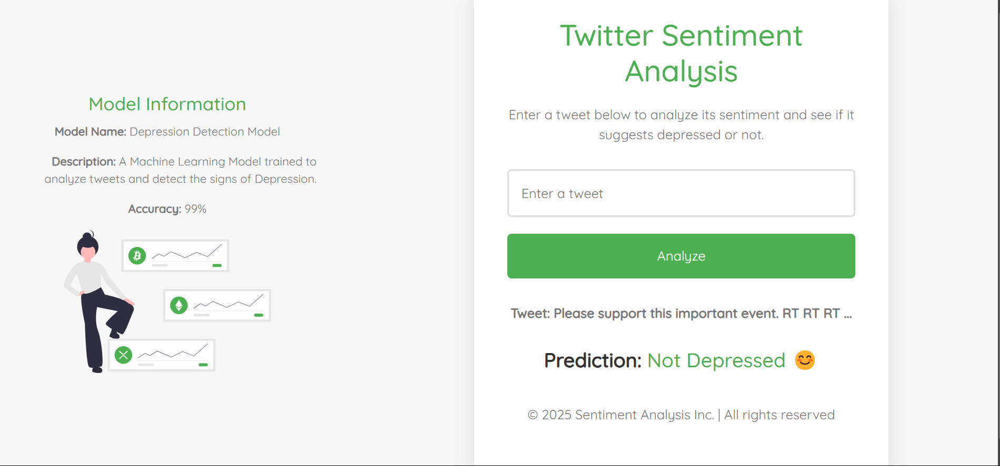 Model Information
Model Name: Depression Detection Model
Description: A Machine Learning Model trained to
analyze tweets and detect the signs of Depression.
Accuracy: 99%
Twitter Sentiment
Analysis
Enter a tweet below to analyze its sentiment and see if it
suggests depressed or not.
Enter a tweet
Analyze
Tweet: Please support this important event. RT RT RT ...
Prediction: Not Depressed 😊
© 2025 Sentiment Analysis Inc. | All rights reserved